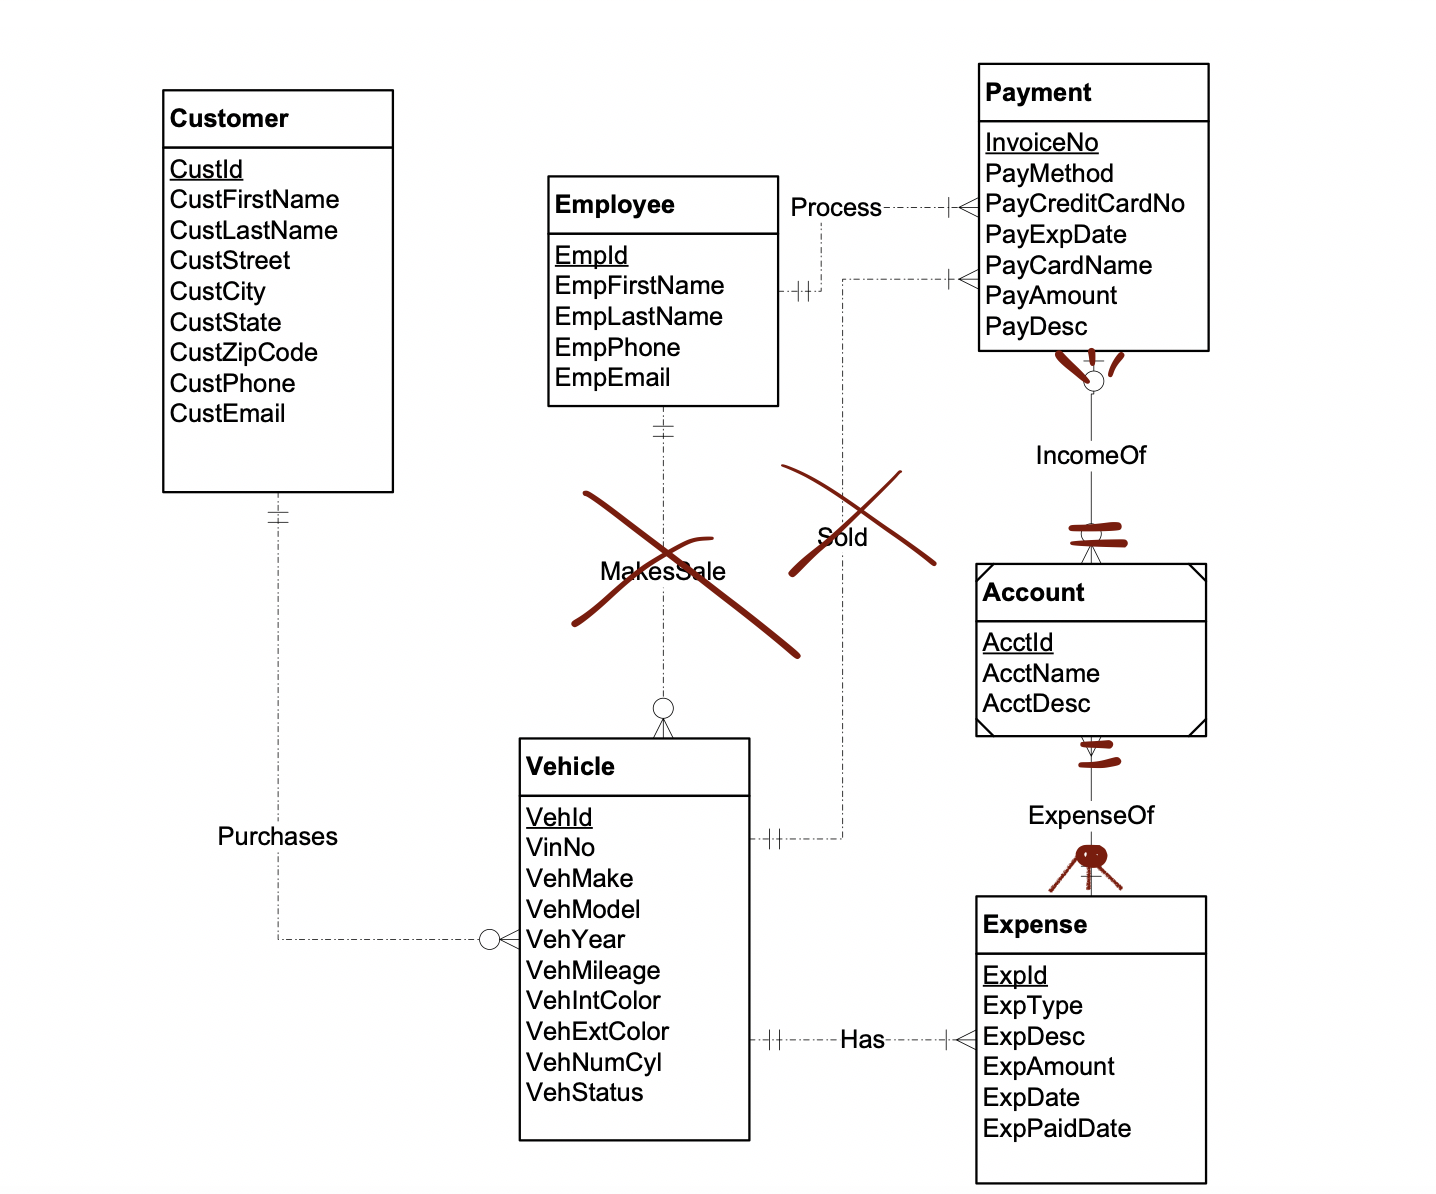 Customer
CustId
CustFirstName
CustLastName
CustStreet
CustCity
CustState
CustZipCode
CustPhone
CustEmail
Employee
EmpId
EmpFirstName
EmpLastName
EmpPhone
EmpEmail
Process
Payment
InvoiceNo
PayMethod
PayCreditCardNo
PayExpDate
PayCardName
PayAmount
PayDesc
IncomeOf
Sold
MakesSale
Account
AcctId
AcctName
AcctDesc
ExpenseOf
Purchases
Vehicle
VehId
VinNo
VehMake
VehModel
VehYear
VehMileage
VehIntColor
VehExtColor
VehNumCyl
VehStatus
Has
Expense
ExpId
ExpType
ExpDesc
ExpAmount
ExpDate
ExpPaidDate